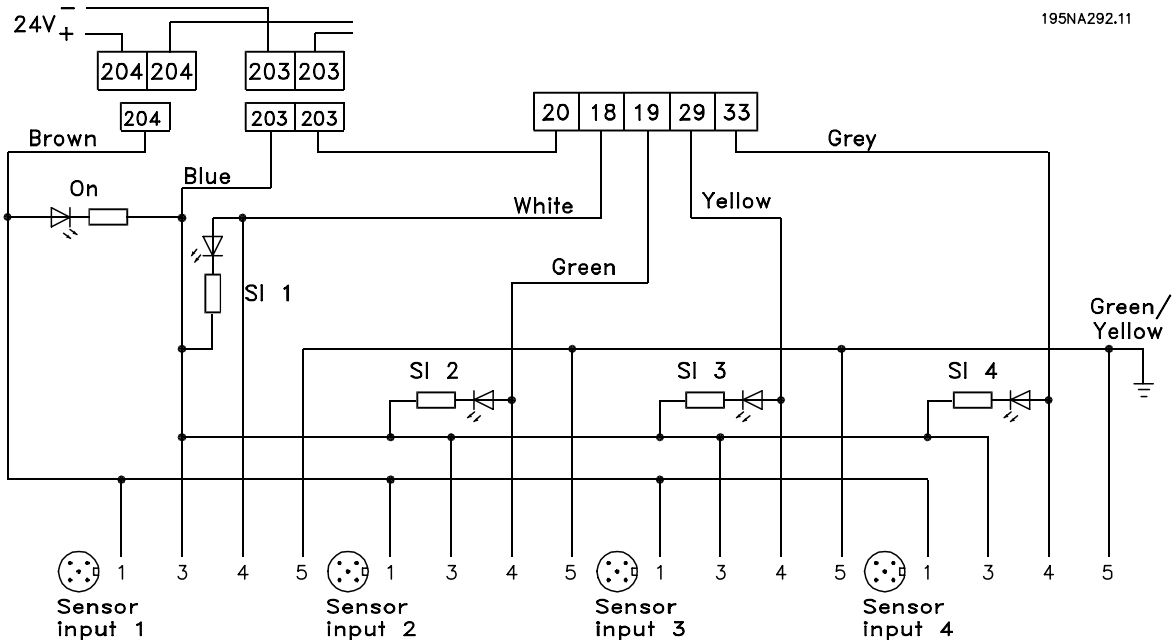 195NA292.11
−
24V
+
204 204 203 203
204 203 203
20 18 19 29 33
Brown
Grey
Blue
On
White
Yellow
Green
SI 1
Green/
Yellow
SI 2
SI 3
SI 4
1 3 4 5 1 3 4 5 1 3 4 5 1 3 4 5
Sensor
input 1
Sensor
input 2
Sensor
input 3
Sensor
input 4